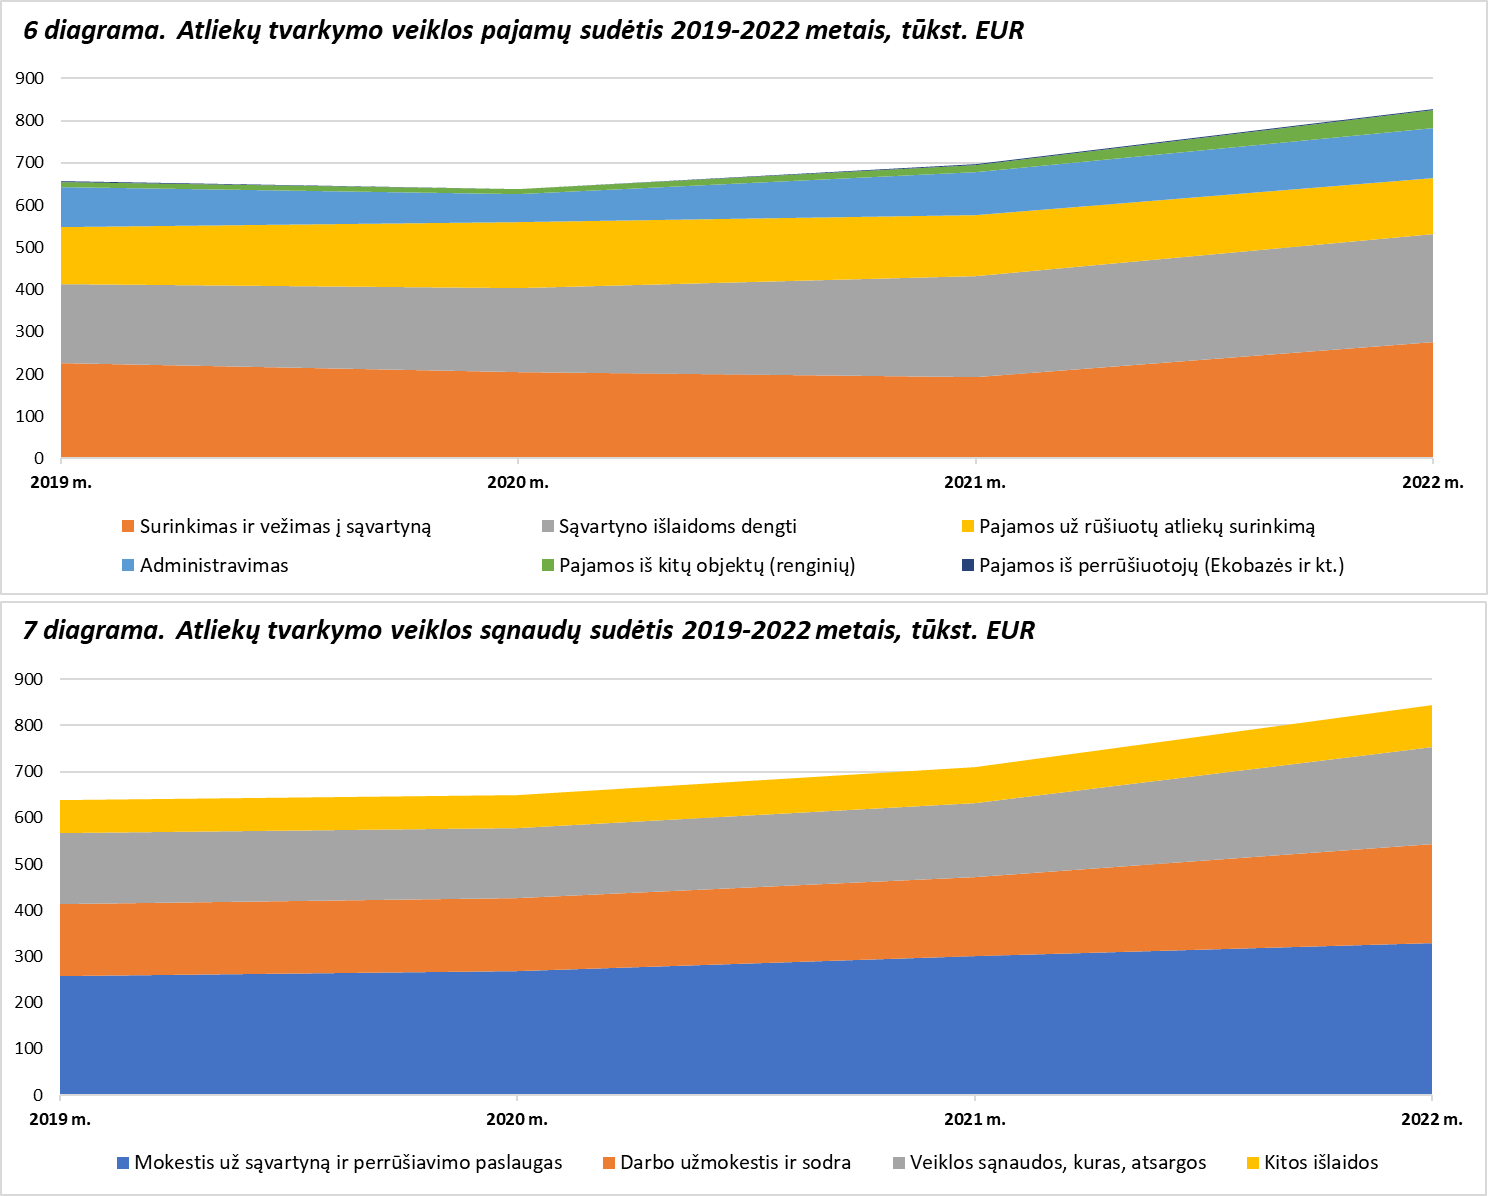 6 diagrama. Atliekų tvarkymo veiklos pajamų sudėtis 2019-2022 metais, tūkst. EUR
900
800
700
600
500
400
300
200
100
0
2019 m. 2020 m. 2021 m. 2022 m.
Surinkimas ir vežimas į sąvartyną Sąvartyno išlaidoms dengti Pajamos už rūšiuotų atliekų surinkimą
Administravimas Pajamos iš kitų objektų (renginių) Pajamos iš perrūšiuotojų (Ekobazės ir kt.)
7 diagrama. Atliekų tvarkymo veiklos sąnaudų sudėtis 2019-2022 metais, tūkst. EUR
900
800
700
600
500
400
300
200
100
0
2019 m. 2020 m. 2021 m. 2022 m.
Mokestis už sąvartyną ir perrūšiavimo paslaugas Darbo užmokestis ir sodra Veiklos sąnaudos, kuras, atsargos Kitos išlaidos